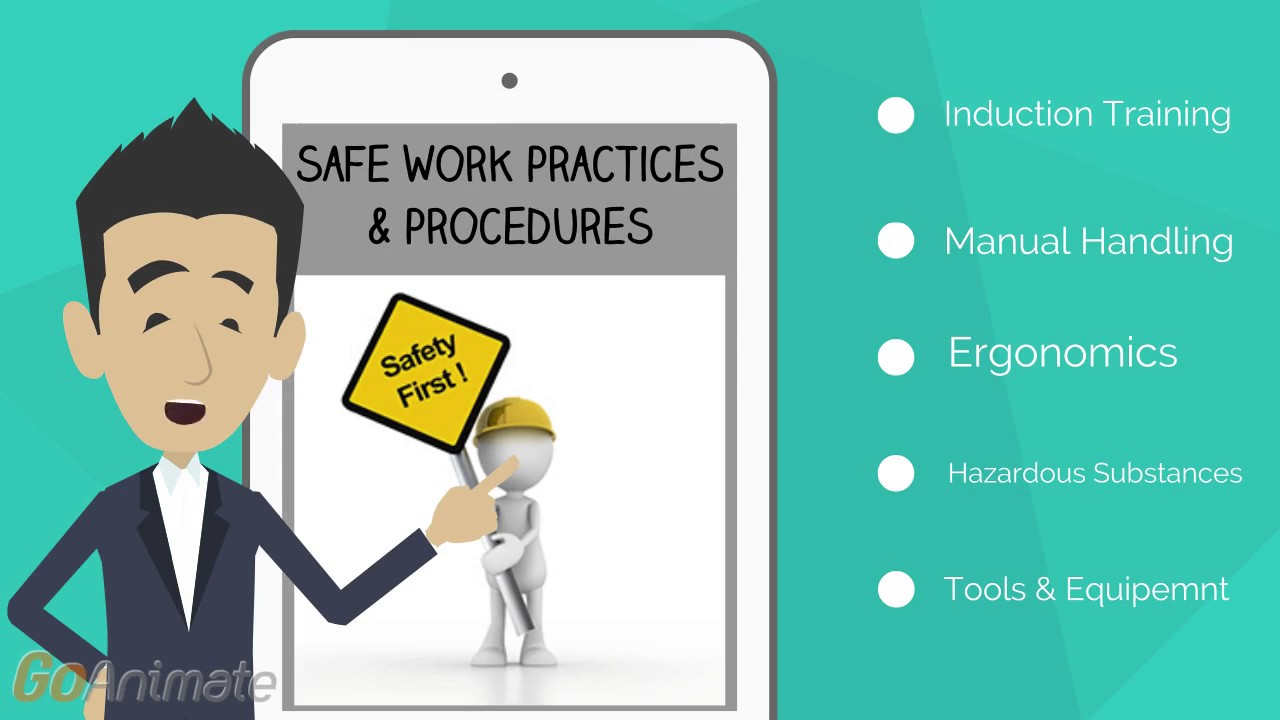 SAFE WORK PRACTICES
& PROCEDURES
Safety
First !
Induction Training
Manual Handling
Ergonomics
Hazardous Substances
Tools & Equipemnt
GoAnimate